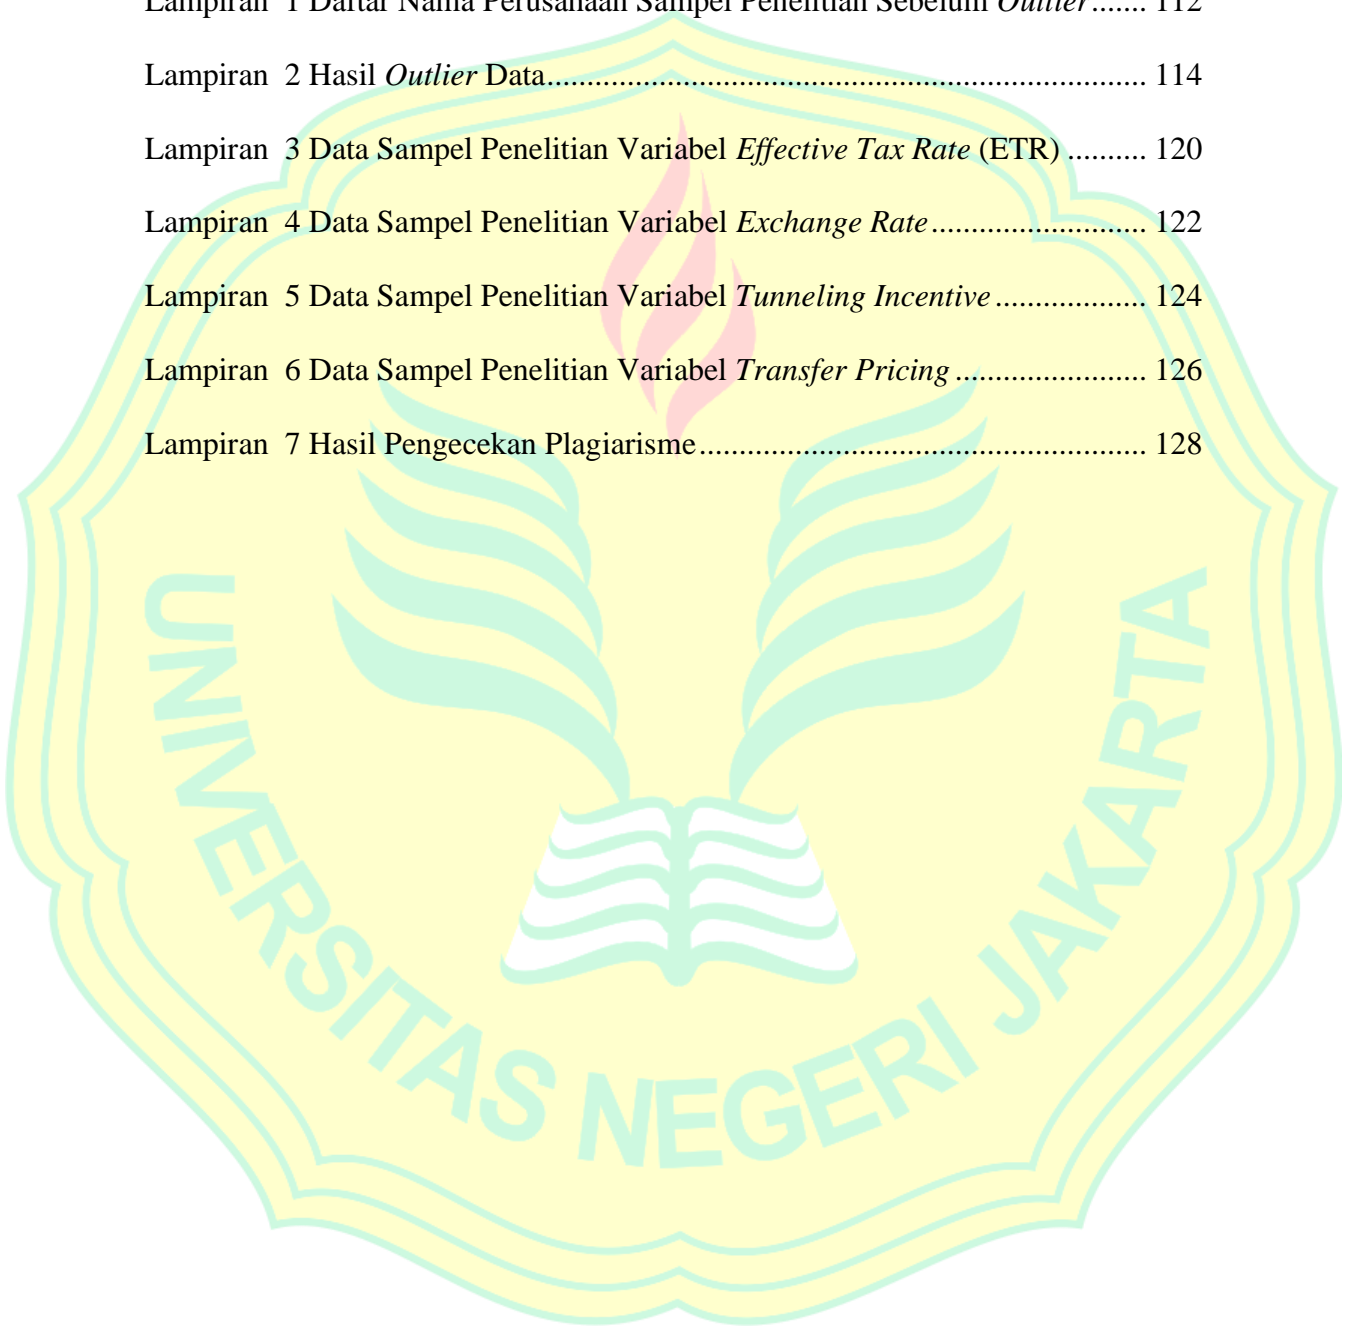 Lampiran 1 Daftar Nama Perusahaan Sampel Penelitian Sebelum Outlier....... 112
Lampiran 2 Hasil Outlier Data.......................................................................... 114
Lampiran 3 Data Sampel Penelitian Variabel Effective Tax Rate (ETR) .......... 120
Lampiran 4 Data Sampel Penelitian Variabel Exchange Rate........................... 122
Lampiran 5 Data Sampel Penelitian Variabel Tunneling Incentive................... 124
Lampiran 6 Data Sampel Penelitian Variabel Transfer Pricing........................ 126
Lampiran 7 Hasil Pengecekan Plagiarisme........................................................ 128
UNIVERSITAS NEGERI JAKARTA